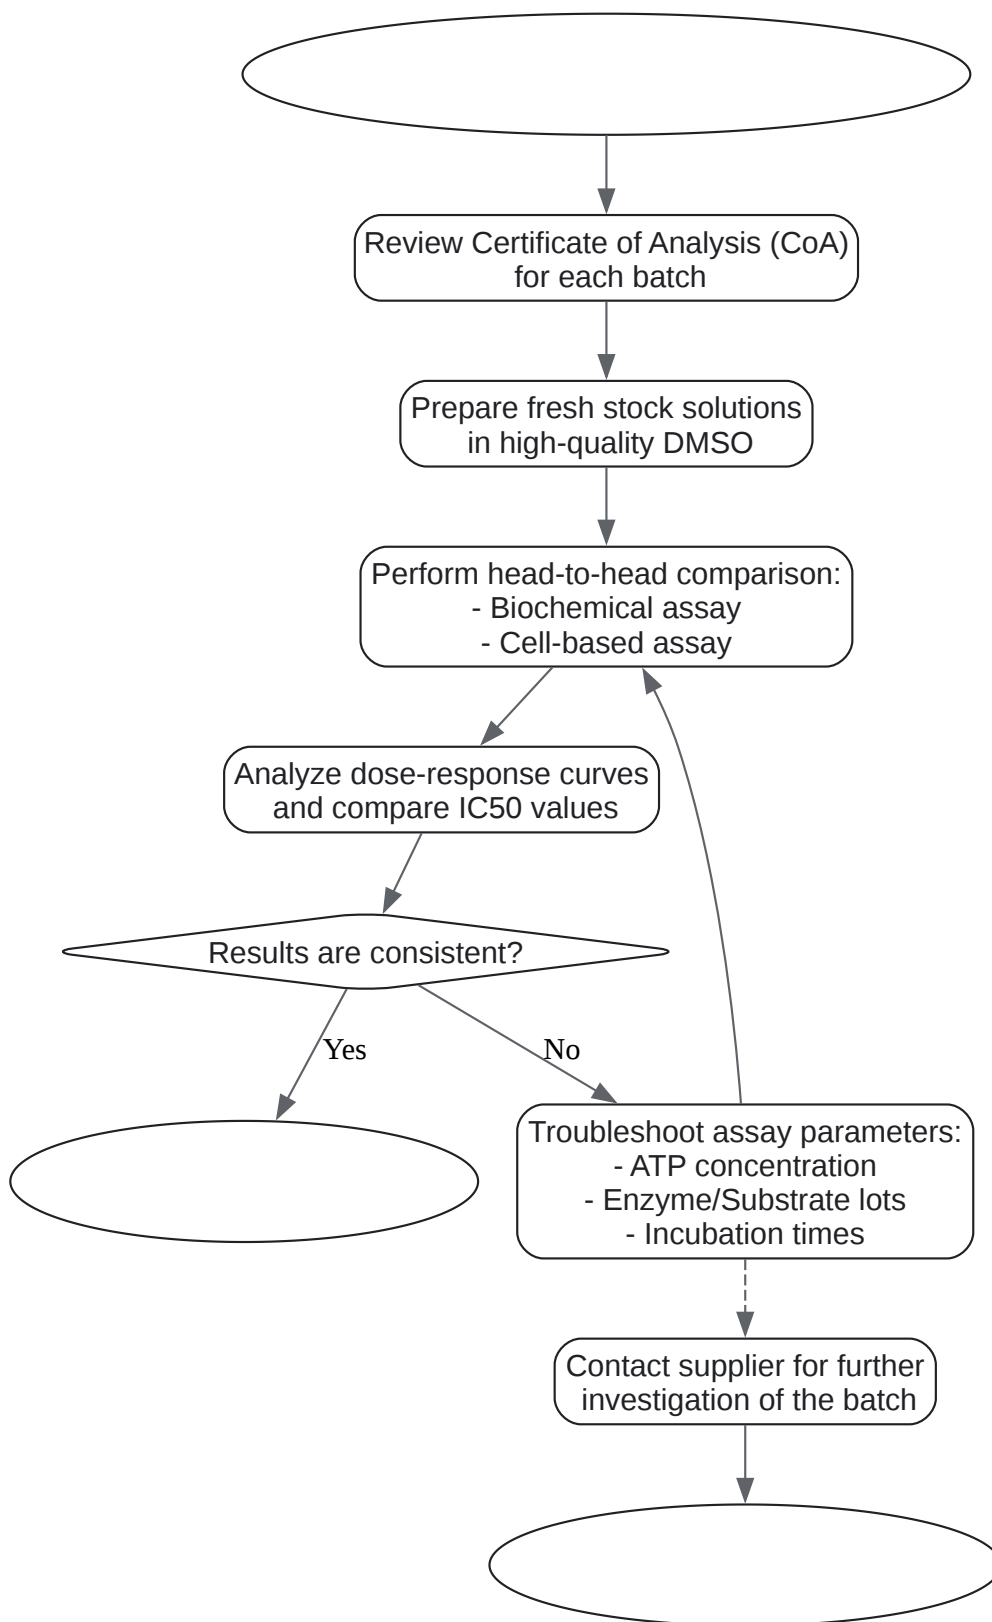 Review Certificate of Analysis (CoA)
for each batch
Prepare fresh stock solutions
in high-quality DMSO
Perform head-to-head comparison:
- Biochemical assay
- Cell-based assay
Analyze dose-response curves
and compare IC50 values
Results are consistent?
Yes
No
Troubleshoot assay parameters:
- ATP concentration
- Enzyme/Substrate lots
- Incubation times
Contact supplier for further
investigation of the batch